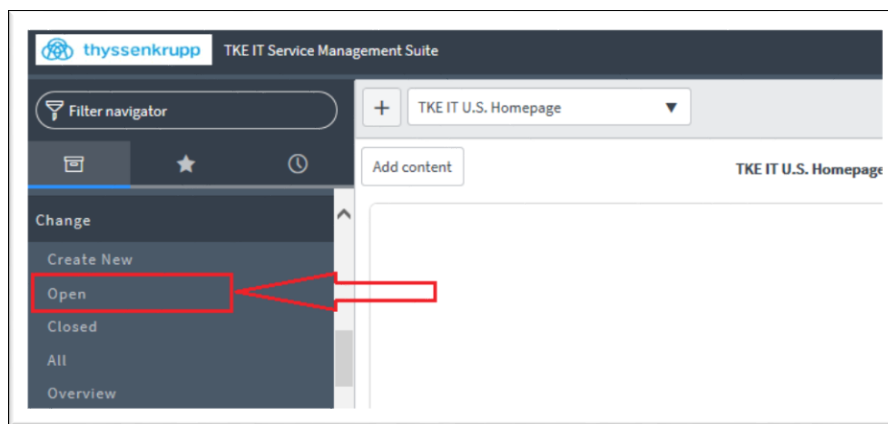 thyssenkrupp TKE IT Service Management Suite
Filter navigator
TKE IT U.S. Homepage
Add content
TKE IT U.S. Homepage
Change
Create New
Open
Closed
All
Overview